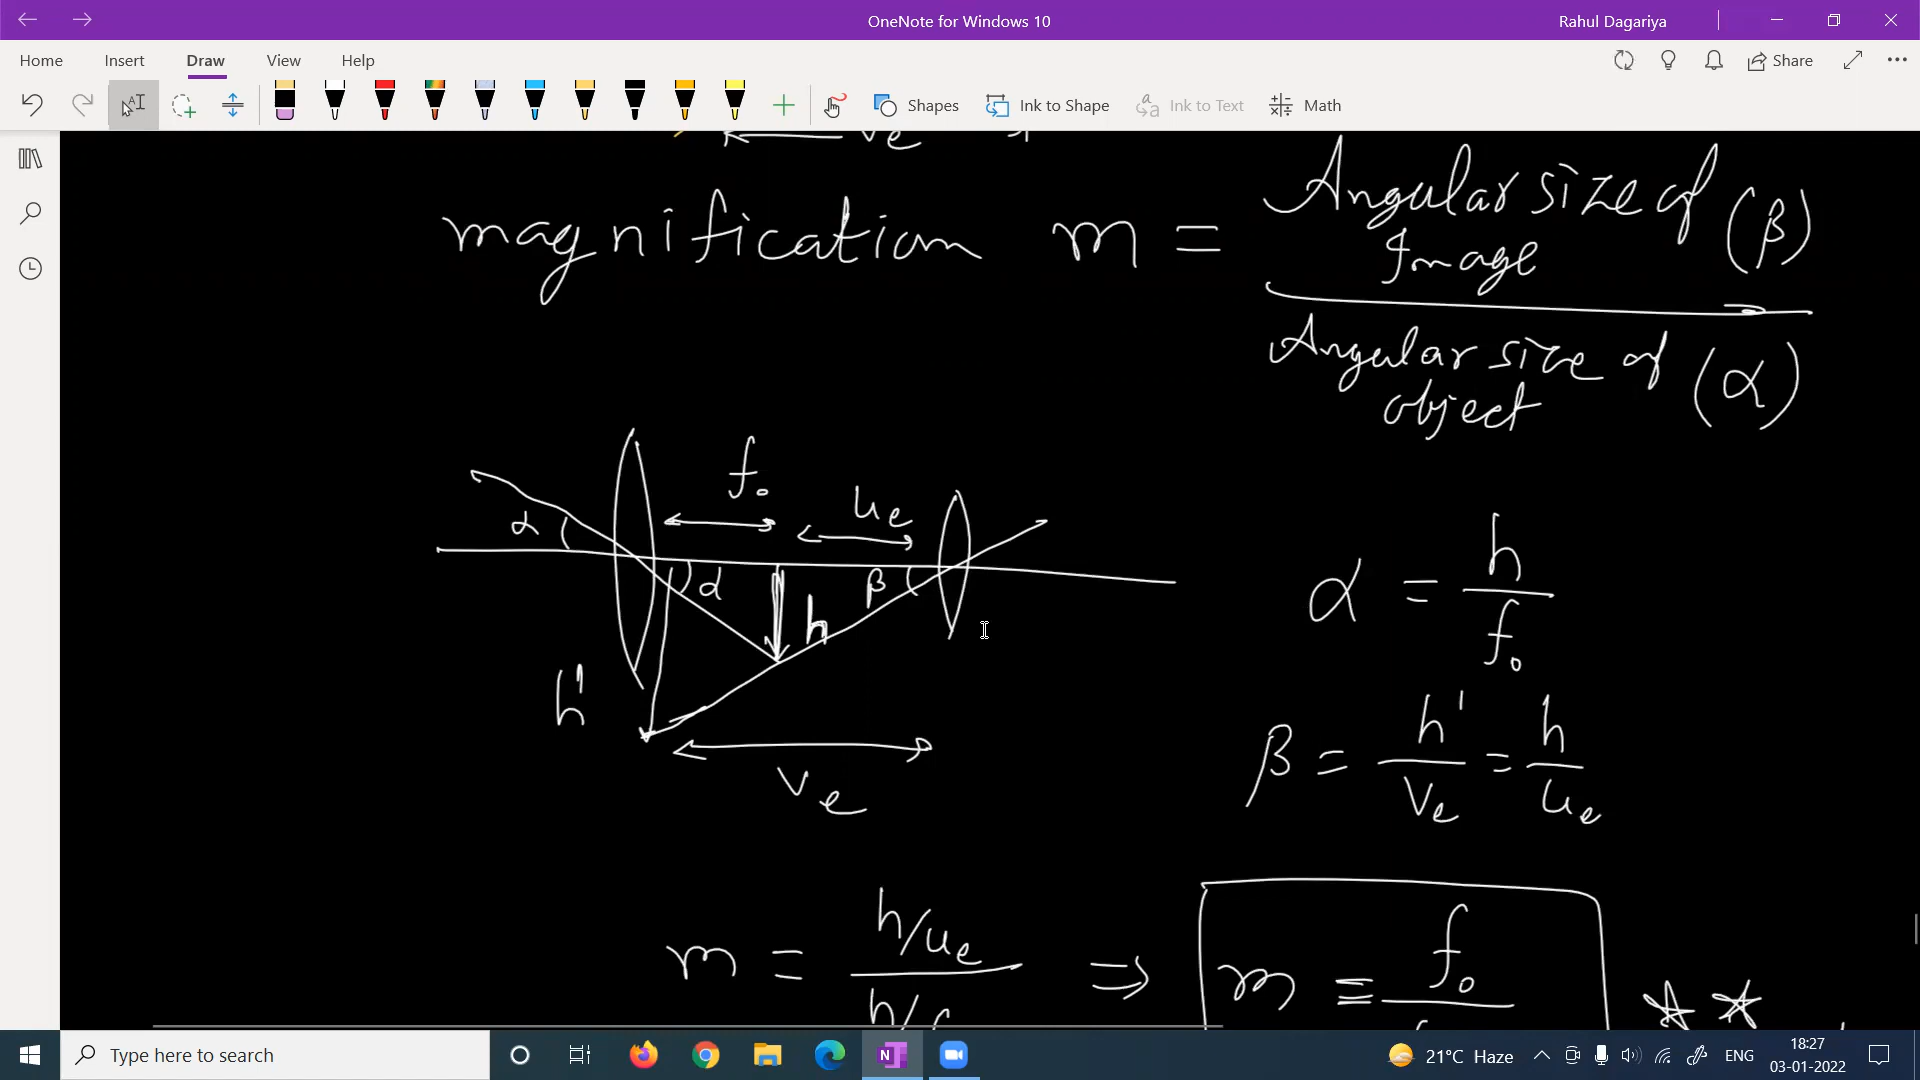 OneNote for Windows 10
Rahul Dagariya
Home Insert Draw View Help
Share
Shapes Ink to Shape Ink to Text Math
ve
magnification m = Angular size of Image (β)
Angular size of object (α)
f₀
ue
α
α β
h
h'
ve
α = h / f₀
β = h' / ve = h / ue
m = h/ue
h/f
⇒ m = f₀
Type here to search
21°C Haze
ENG
18:27
03-01-2022